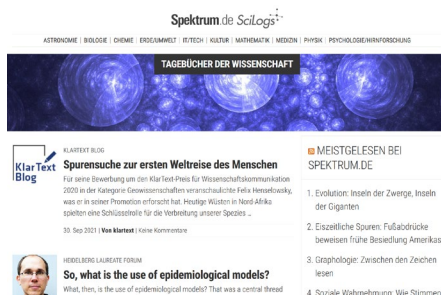 Spektrum.de SciLogs
ASTRONOMIE | BIOLOGIE | CHEMIE | ERDE/UMWELT | IT/TECH | KULTUR | MATHEMATIK | MEDIZIN | PHYSIK | PSYCHOLOGIE/HIRNFORSCHUNG
TAGEBÜCHER DER WISSENSCHAFT
KlarText
Blog
KLARTEXT BLOG
Spurensuche zur ersten Weltreise des Menschen
Für seine Bewerbung um den KlarText-Preis für Wissenschaftskommunikation
2020 in der Kategorie Geowissenschaften veranschaulichte Felix Henselowsky,
was er in seiner Promotion erforscht hat. Heutige Wüsten in Nord-Afrika
spielen eine Schlüsselrolle für die Verbreitung unserer Spezies ...
30. Sep 2021 | Von klartext | Keine Kommentare
HEIDELBERG LAUREATE FORUM
So, what is the use of epidemiological models?
What, then, is the use of epidemiological models? That was a central thread
MEISTGELESEN BEI
SPEKTRUM.DE
1. Evolution: Inseln der Zwerge, Inseln
der Giganten
2. Eiszeitliche Spuren: Fußabdrücke
beweisen frühe Besiedlung Amerikas
3. Graphologie: Zwischen den Zeichen
lesen
4. Soziale Wahrnehmung: Wie Stimmen